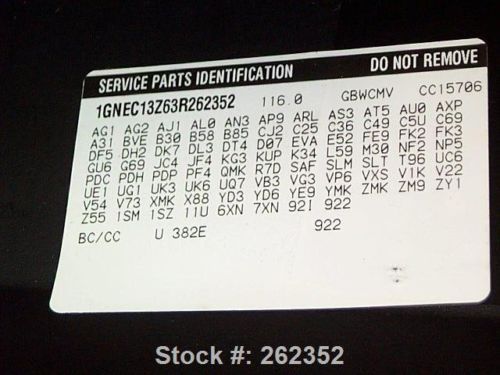 SERVICE PARTS IDENTIFICATION DO NOT REMOVE
1GNEC13Z63R262352 116.0 GBWCMV CC15706
AG1 AG2 AJ1 AL0 AN3 AP9 ARL AS3 AT5 AU0 AXP
A31 BVE B30 B58 B85 CJ2 C25 C36 C49 C5U C69
DF5 DH2 DK7 DL3 DT4 D07 EVA E52 FE9 FK2 FK3
GU6 G69 JC4 JF4 KG3 KUP K34 L59 M30 NF2 NP5
PDC PDH PDP PF4 QMK R7D SAF SLM SLT T96 UC6
UE1 UG1 UK3 UK6 UQ7 VB3 VG3 VP6 VXS V1K V22
V54 V73 XMK X88 YD3 YD6 YE9 YMK ZMK ZM9 ZY1
Z55 1SM 1SZ 11U 6XN 7XN 92I 922
BC/CC U 382E 922
Stock #: 262352